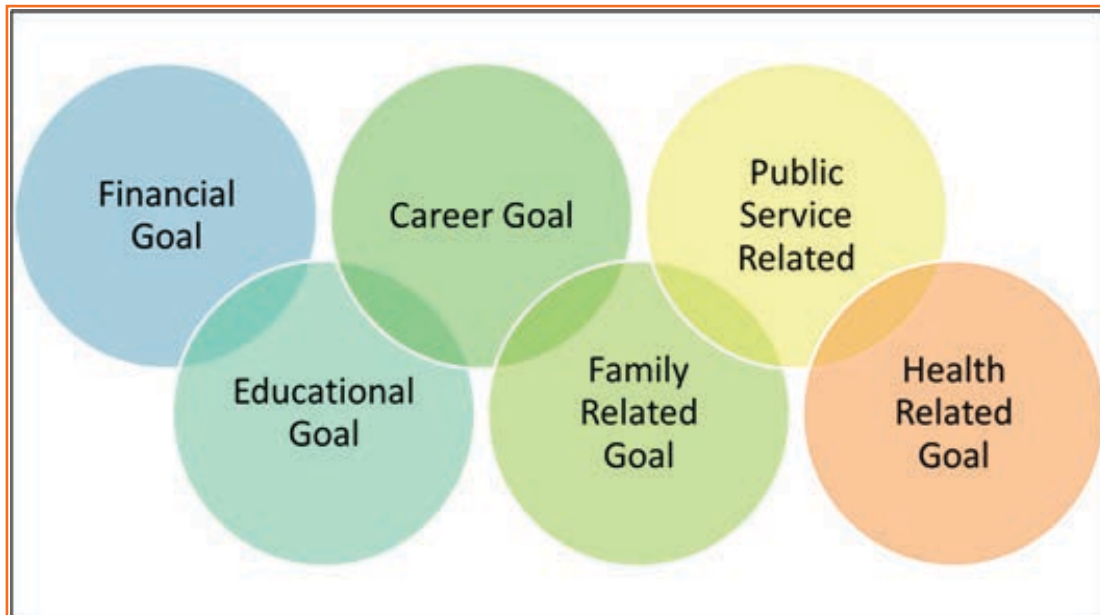 Financial
Goal
Career Goal
Public
Service
Related
Educational
Goal
Family
Related
Goal
Health
Related
Goal